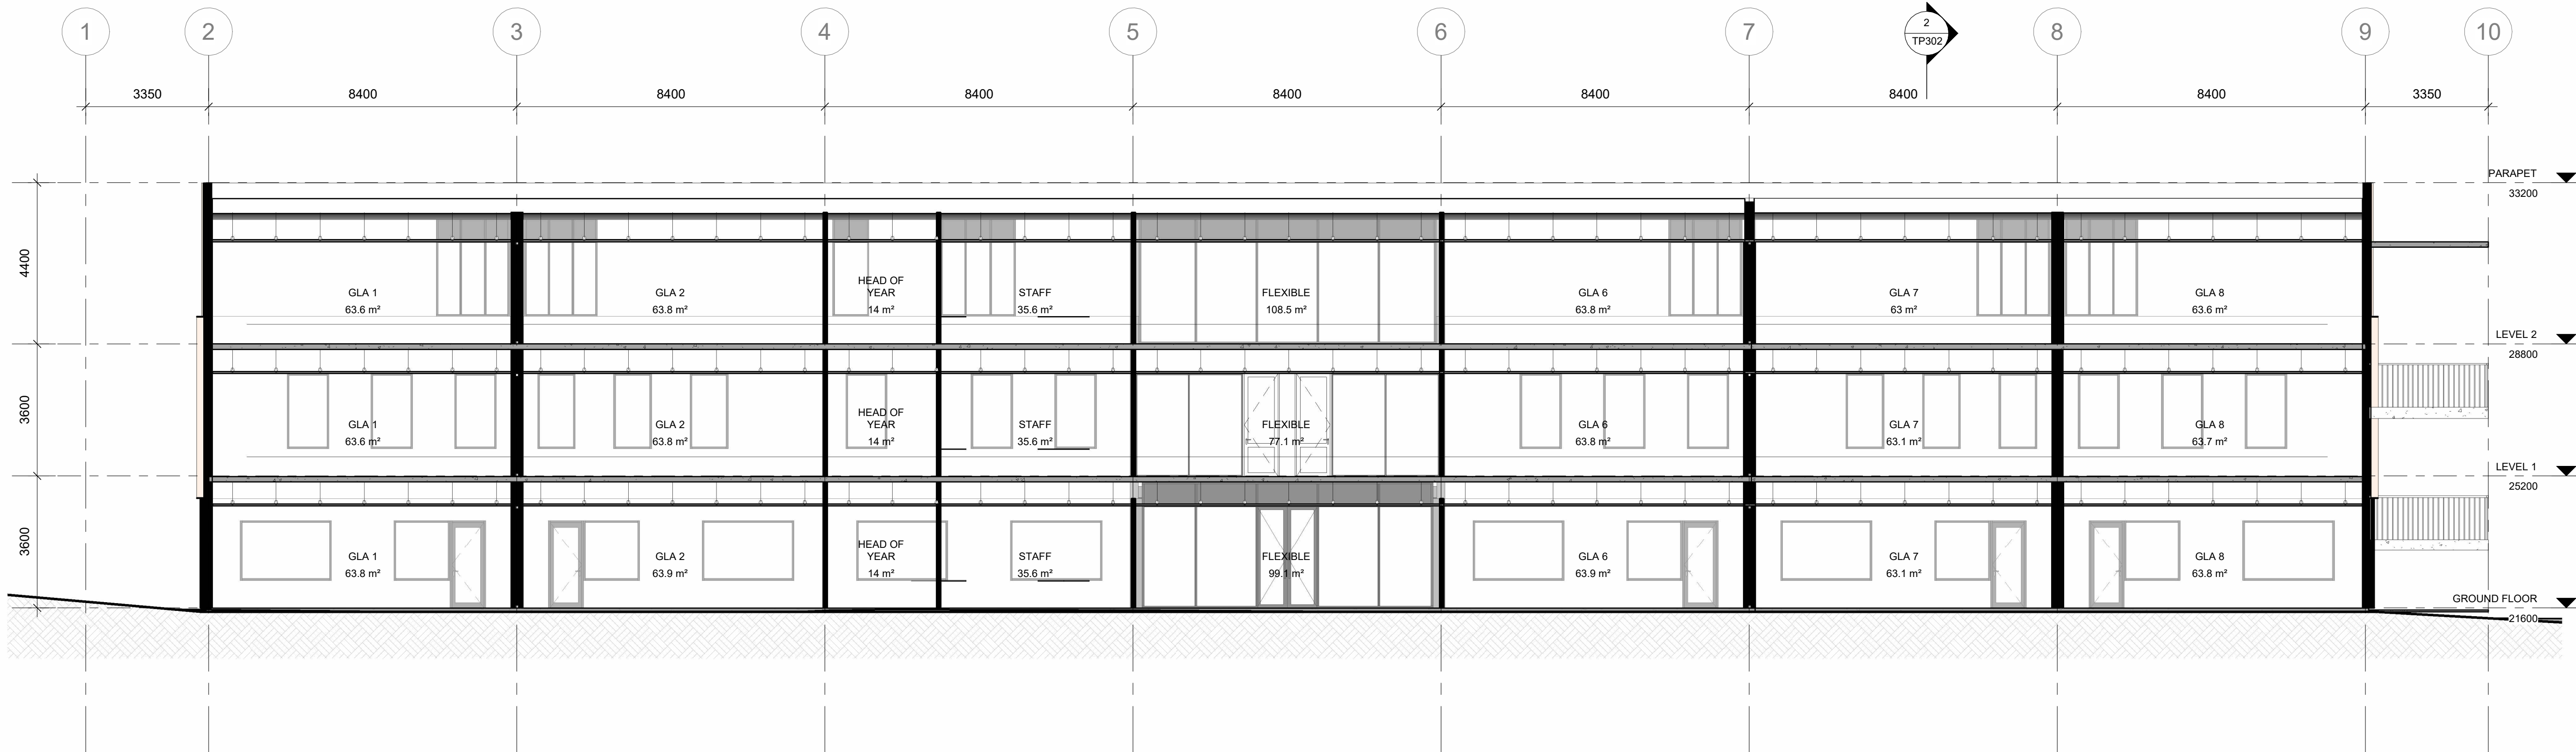 1
2
3
4
5
6
7
8
9
10
2
TP302
3350
8400
8400
8400
8400
8400
8400
8400
3350
PARAPET
33200
4400
GLA 1
63.6 m²
GLA 2
63.8 m²
HEAD OF
YEAR
14 m²
STAFF
35.6 m²
FLEXIBLE
108.5 m²
GLA 6
63.8 m²
GLA 7
63 m²
GLA 8
63.6 m²
LEVEL 2
28800
3600
GLA 1
63.6 m²
GLA 2
63.8 m²
HEAD OF
YEAR
14 m²
STAFF
35.6 m²
FLEXIBLE
77.1 m²
GLA 6
63.8 m²
GLA 7
63.1 m²
GLA 8
63.7 m²
LEVEL 1
25200
3600
GLA 1
63.8 m²
GLA 2
63.9 m²
HEAD OF
YEAR
14 m²
STAFF
35.6 m²
FLEXIBLE
99.1 m²
GLA 6
63.9 m²
GLA 7
63.1 m²
GLA 8
63.8 m²
GROUND FLOOR
21600